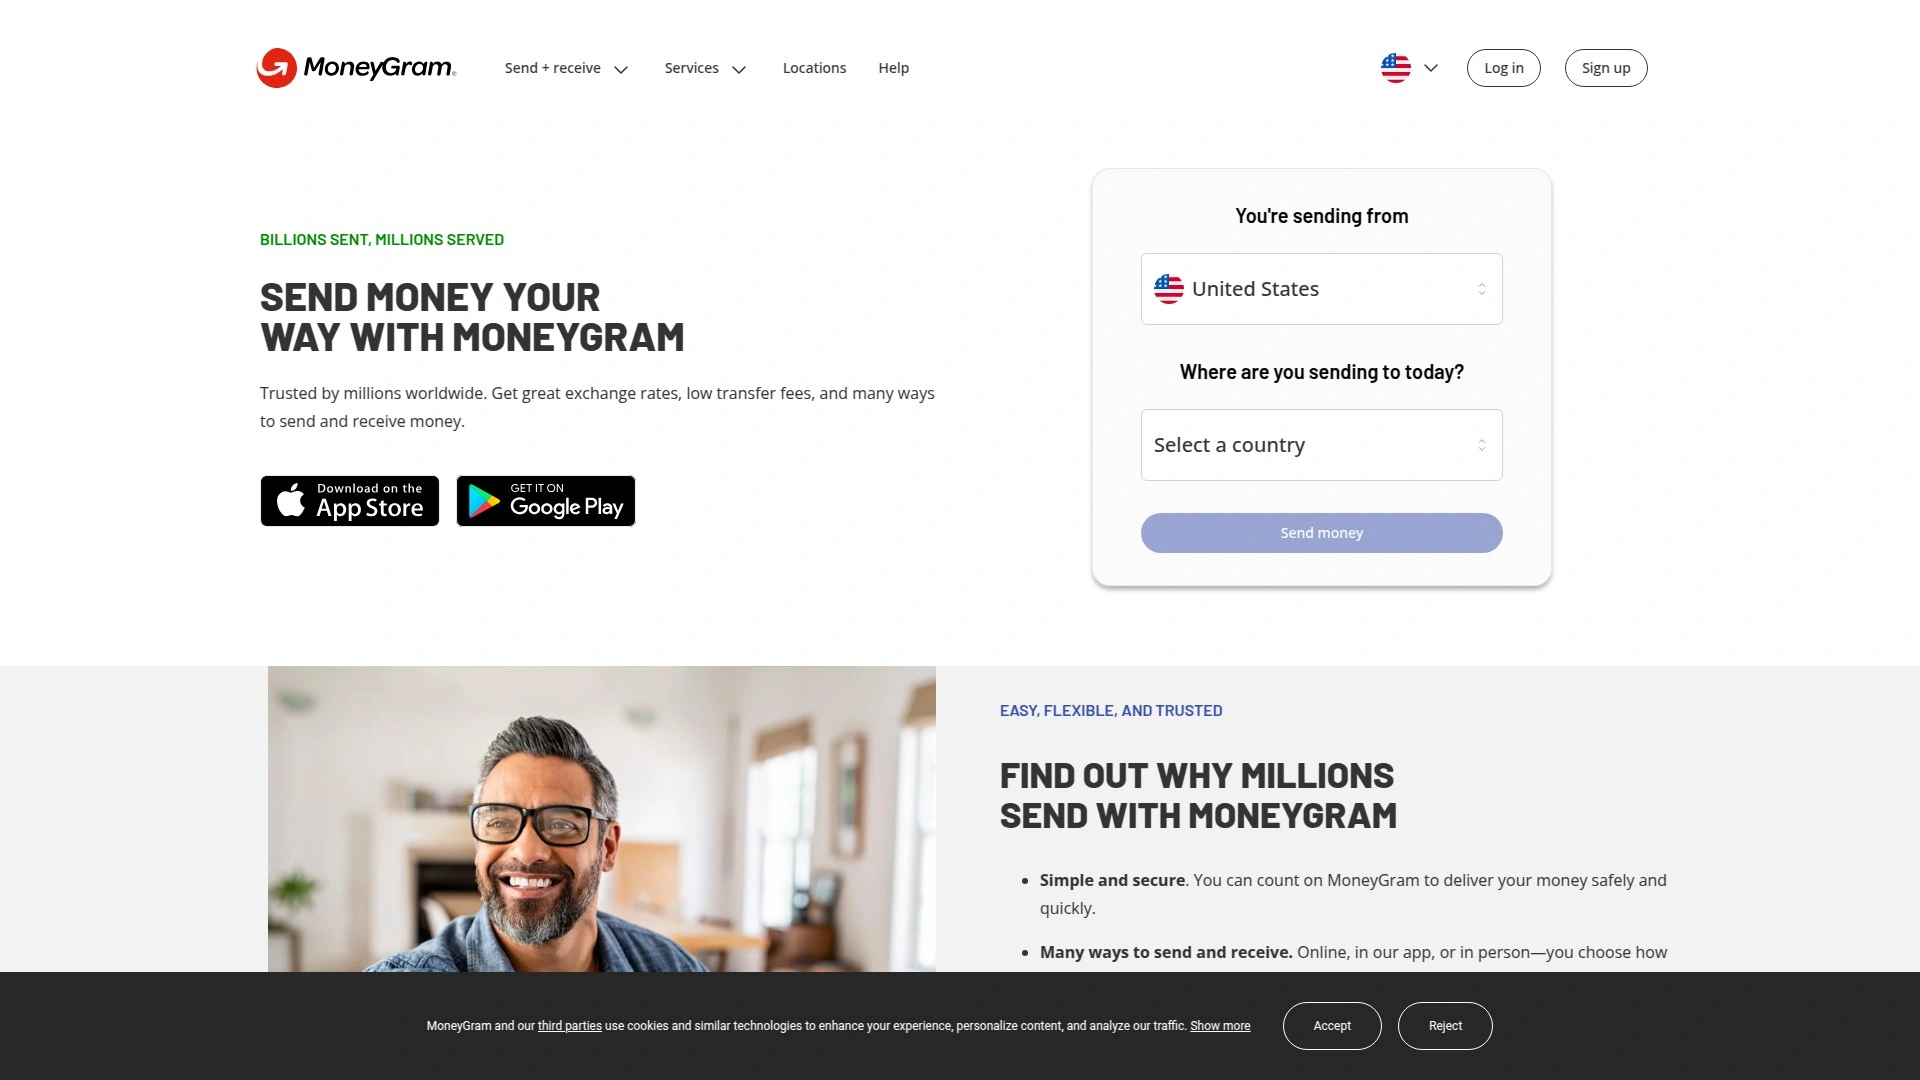 MoneyGram
Send + receive
Services
Locations
Help
Log in
Sign up
BILLIONS SENT, MILLIONS SERVED
SEND MONEY YOUR
WAY WITH MONEYGRAM
Trusted by millions worldwide. Get great exchange rates, low transfer fees, and many ways
to send and receive money.
Download on the
App Store
GET IT ON
Google Play
You're sending from
United States
Where are you sending to today?
Select a country
Send money
EASY, FLEXIBLE, AND TRUSTED
FIND OUT WHY MILLIONS
SEND WITH MONEYGRAM
• Simple and secure. You can count on MoneyGram to deliver your money safely and
quickly.
• Many ways to send and receive. Online, in our app, or in person—you choose how
MoneyGram and our third parties use cookies and similar technologies to enhance your experience, personalize content, and analyze our traffic. Show more
Accept
Reject